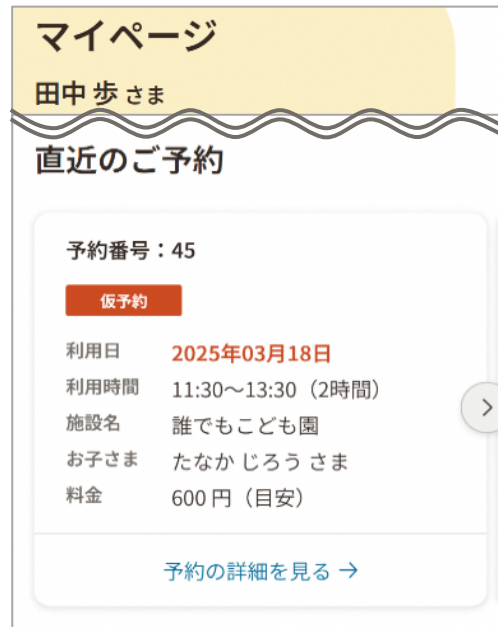 マイページ
田中 歩 さま
直近のご予約
予約番号：45
仮予約
利用日 2025年03月18日
利用時間 11:30〜13:30（2時間）
施設名 誰でもこども園
お子さま たなか じろう さま
料金 600 円（目安）
予約の詳細を見る →